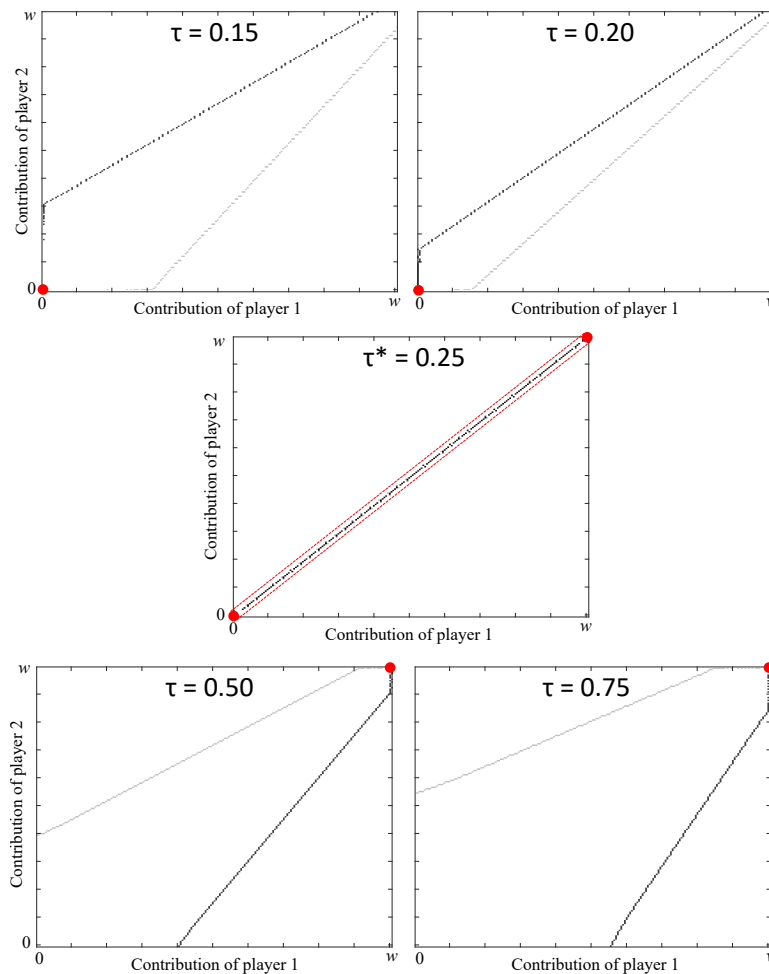 w
τ = 0.15
Contribution of player 2
0
0
Contribution of player 1
w
τ = 0.20
0
Contribution of player 1
w
w
τ* = 0.25
Contribution of player 2
0
0
Contribution of player 1
w
w
τ = 0.50
Contribution of player 2
0
0
Contribution of player 1
w
τ = 0.75
0
Contribution of player 1
w